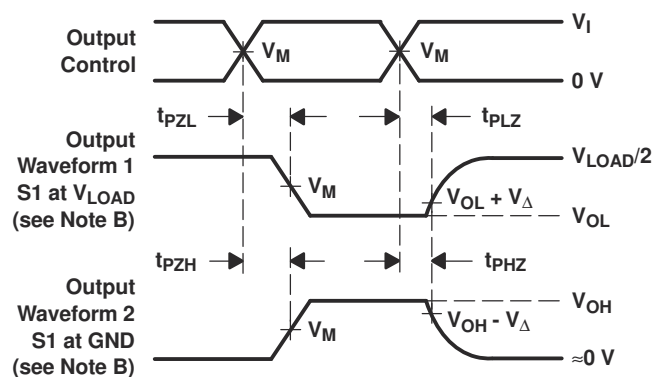 Output
Control
V_I
V_M
V_M
0 V
t_PZL
t_PLZ
Output
Waveform 1
S1 at V_LOAD
(see Note B)
V_LOAD/2
V_M
V_OL + V_Δ
V_OL
t_PZH
t_PHZ
Output
Waveform 2
S1 at GND
(see Note B)
V_OH
V_M
V_OH - V_Δ
≈0 V